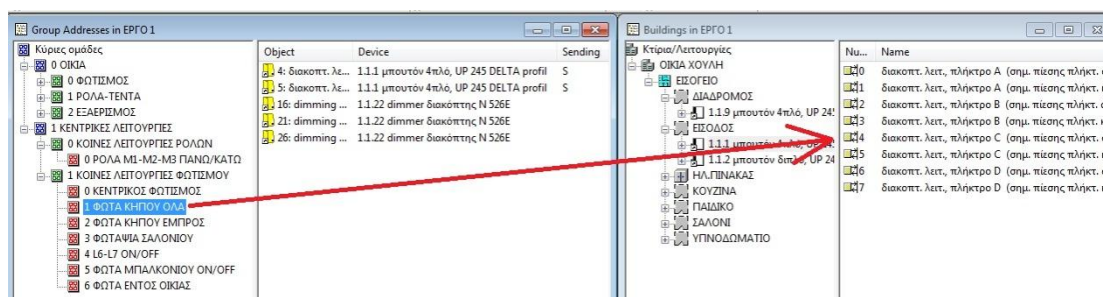 Group Addresses in ΕΡΓΟ 1
Κύριες ομάδες
0 ΟΙΚΙΑ
0 ΦΩΤΙΣΜΟΣ
1 ΡΟΛΑ-ΤΕΝΤΑ
2 ΕΞΑΕΡΙΣΜΟΣ
1 ΚΕΝΤΡΙΚΕΣ ΛΕΙΤΟΥΡΓΙΕΣ
0 ΚΟΙΝΕΣ ΛΕΙΤΟΥΡΓΙΕΣ ΡΟΛΩΝ
0 ΡΟΛΑ Μ1-Μ2-Μ3 ΠΑΝΩ/ΚΑΤΩ
1 ΚΟΙΝΕΣ ΛΕΙΤΟΥΡΓΙΕΣ ΦΩΤΙΣΜΟΥ
0 ΚΕΝΤΡΙΚΟΣ ΦΩΤΙΣΜΟΣ
1 ΦΩΤΑ ΚΗΠΟΥ ΟΛΑ
2 ΦΩΤΑ ΚΗΠΟΥ ΕΜΠΡΟΣ
3 ΦΩΤΑΨΙΑ ΣΑΛΟΝΙΟΥ
4 L6-L7 ON/OFF
5 ΦΩΤΑ ΜΠΑΛΚΟΝΙΟΥ ON/OFF
6 ΦΩΤΑ ΕΝΤΟΣ ΟΙΚΙΑΣ
Object Device Sending
4: διακοπτ. λε... 1.1.1 μπουτόν 4πλό, UP 245 DELTA profil S
5: διακοπτ. λε... 1.1.1 μπουτόν 4πλό, UP 245 DELTA profil S
16: dimming ... 1.1.22 dimmer διακόπτης N 526E
21: dimming ... 1.1.22 dimmer διακόπτης N 526E
26: dimming ... 1.1.22 dimmer διακόπτης N 526E
Buildings in ΕΡΓΟ 1
Κτίρια/Λειτουργίες
ΟΙΚΙΑ ΧΟΥΛΗ
ΕΙΣΟΓΕΙΟ
ΔΙΑΔΡΟΜΟΣ
1.1.9 μπουτόν 4πλό, UP 24
ΕΙΣΟΔΟΣ
1.1.1 μπουτόν
1.1.2 μπουτόν διπλό, UP 24
ΗΛ.ΠΙΝΑΚΑΣ
ΚΟΥΖΙΝΑ
ΠΑΙΔΙΚΟ
ΣΑΛΟΝΙ
ΥΠΝΟΔΩΜΑΤΙΟ
Nu... Name
0 διακοπτ. λειτ., πλήκτρο A (σημ. πίεσης πλήκτ.
1 διακοπτ. λειτ., πλήκτρο A (σημ. πίεσης πλήκτ.
2 διακοπτ. λειτ., πλήκτρο B (σημ. πίεσης πλήκτ.
3 διακοπτ. λειτ., πλήκτρο B (σημ. πίεσης πλήκτ.
4 διακοπτ. λειτ., πλήκτρο C (σημ. πίεσης πλήκτ.
5 διακοπτ. λειτ., πλήκτρο C (σημ. πίεσης πλήκτ.
6 διακοπτ. λειτ., πλήκτρο D (σημ. πίεσης πλήκτ.
7 διακοπτ. λειτ., πλήκτρο D (σημ. πίεσης πλήκτ.